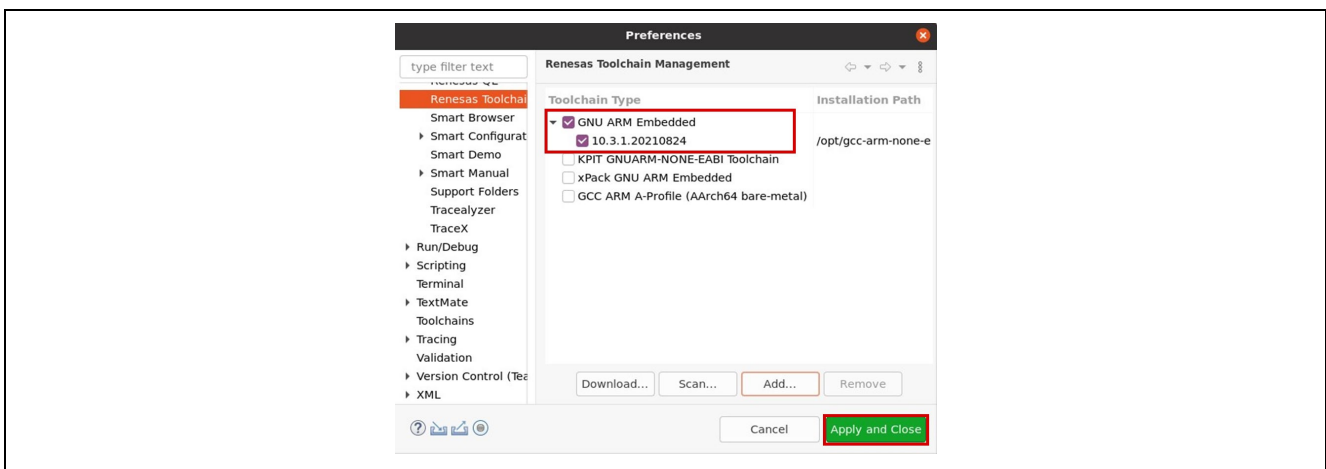 Preferences
type filter text
Renesas Toolchain Management
Renesas QE
Renesas Toolchai
Smart Browser
Smart Configurat
Smart Demo
Smart Manual
Support Folders
Tracealyzer
TraceX
Run/Debug
Scripting
Terminal
TextMate
Toolchains
Tracing
Validation
Version Control (Tea
XML
Toolchain Type Installation Path
GNU ARM Embedded
10.3.1.20210824 /opt/gcc-arm-none-e
KPIT GNUARM-NONE-EABI Toolchain
xPack GNU ARM Embedded
GCC ARM A-Profile (AArch64 bare-metal)
Download... Scan... Add... Remove
Cancel Apply and Close